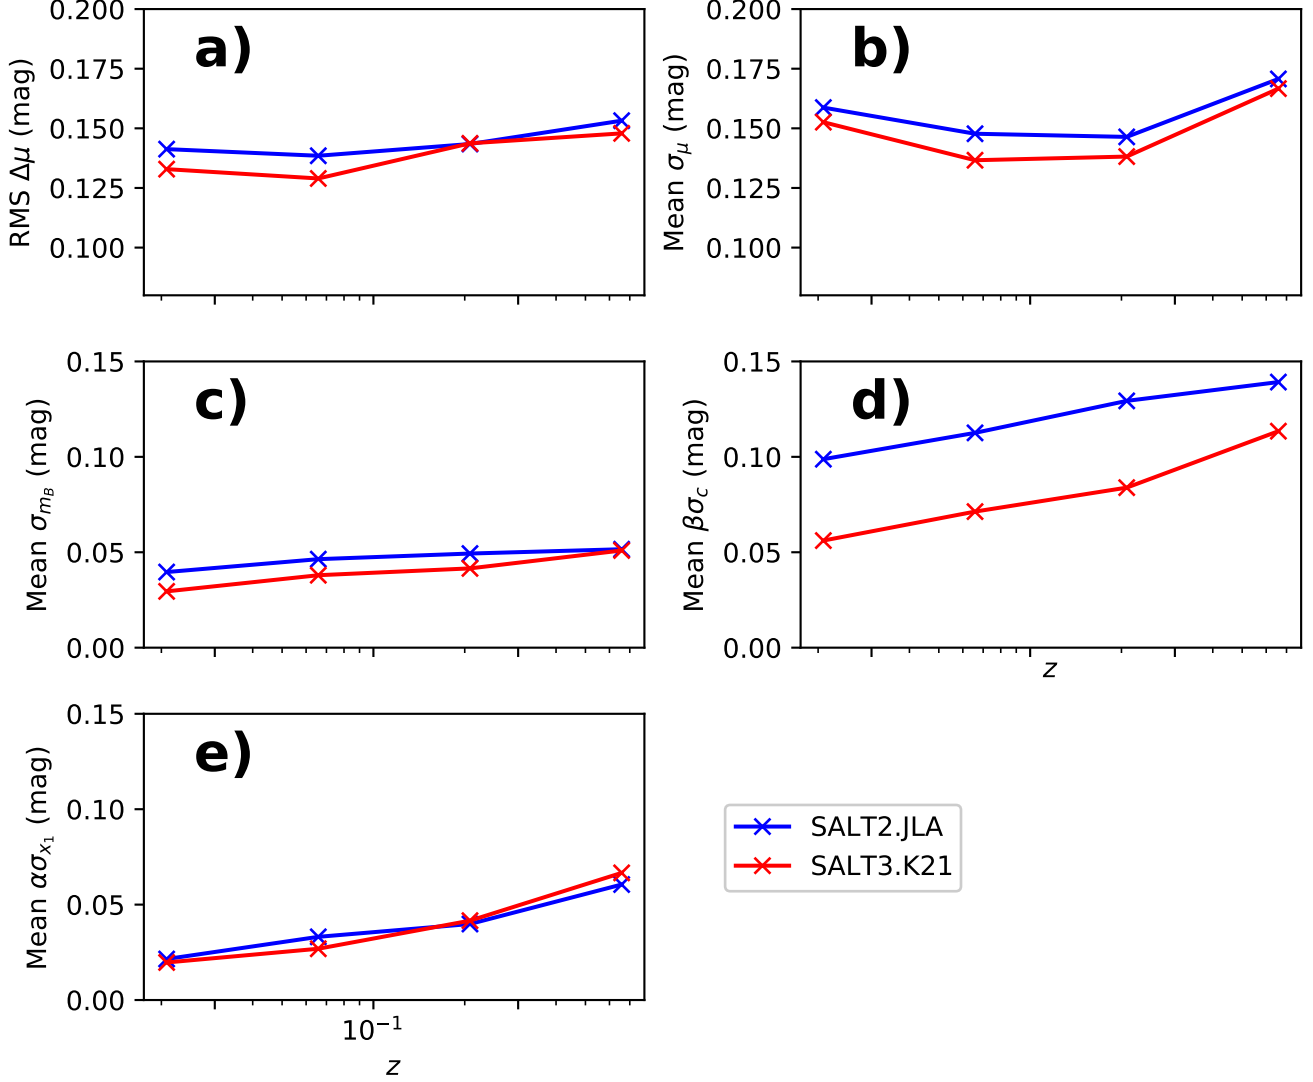 a)
RMS Δμ (mag)
0.200
0.175
0.150
0.125
0.100
b)
Mean σ_μ (mag)
0.200
0.175
0.150
0.125
0.100
c)
Mean σ_{m_B} (mag)
0.15
0.10
0.05
0.00
d)
Mean βσ_c (mag)
0.15
0.10
0.05
0.00
z
e)
Mean ασ_{x_1} (mag)
0.15
0.10
0.05
0.00
10⁻¹
z
SALT2.JLA
SALT3.K21